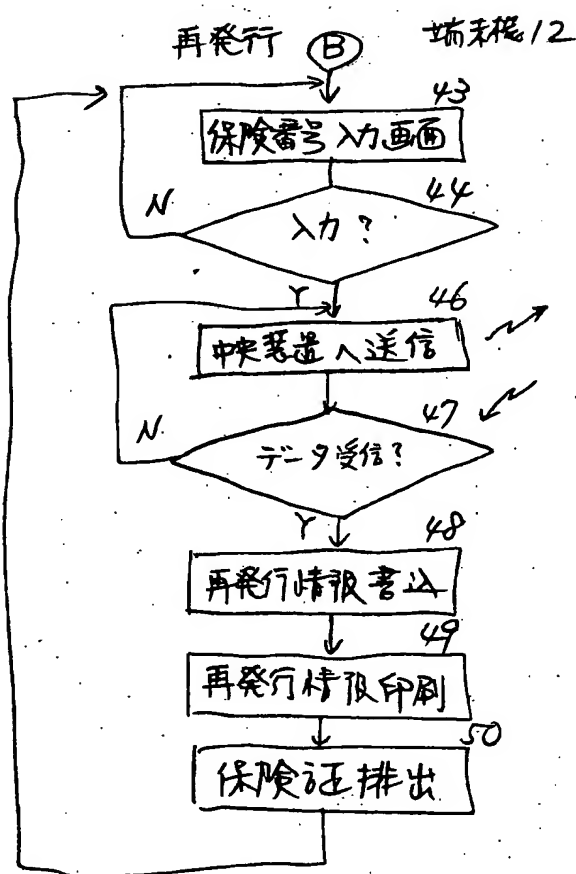 再発行 B 端末機12
43
保険番号入力画面
44
N 入力?
Y 46
中央装置へ送信
47
N データ受信?
Y 48
再発行情報書込
49
再発行情報印刷
50
保険証排出